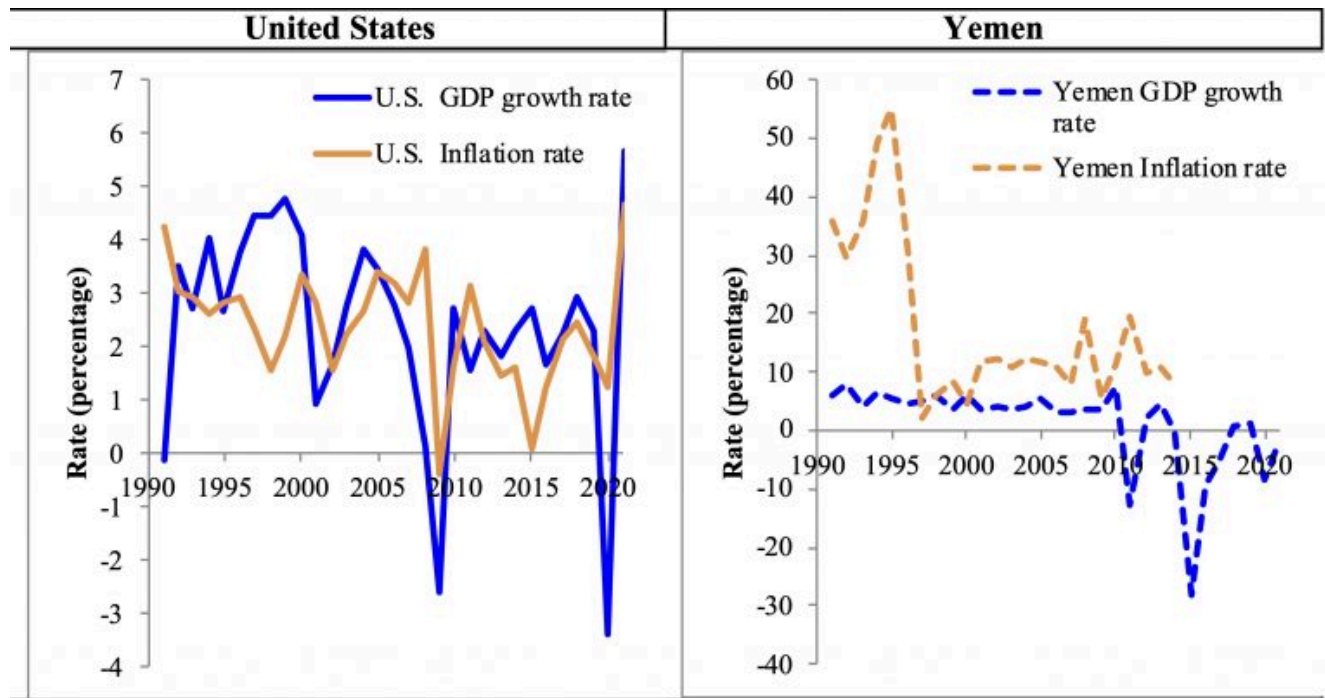 United States
Yemen
7
6
5
4
3
2
1
0
-1
-2
-3
-4
Rate (percentage)
1990 1995 2000 2005 2010 2015 2020
U.S. GDP growth rate
U.S. Inflation rate
60
50
40
30
20
10
0
-10
-20
-30
-40
Rate (percentage)
1990 1995 2000 2005 2010 2015 2020
Yemen GDP growth
rate
Yemen Inflation rate